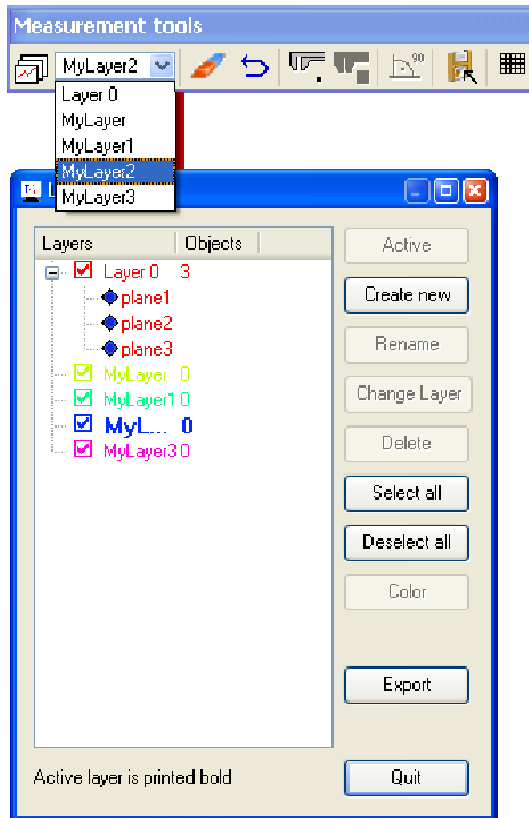 Measurement tools
MyLayer2
90
Layer 0
MyLayer
MyLayer1
MyLayer2
MyLayer3
L
Layers Objects
Layer 0 3
plane1
plane2
plane3
MyLayer 0
MyLayer1 0
MyL... 0
MyLayer3 0
Active
Create new
Rename
Change Layer
Delete
Select all
Deselect all
Color
Export
Active layer is printed bold
Quit